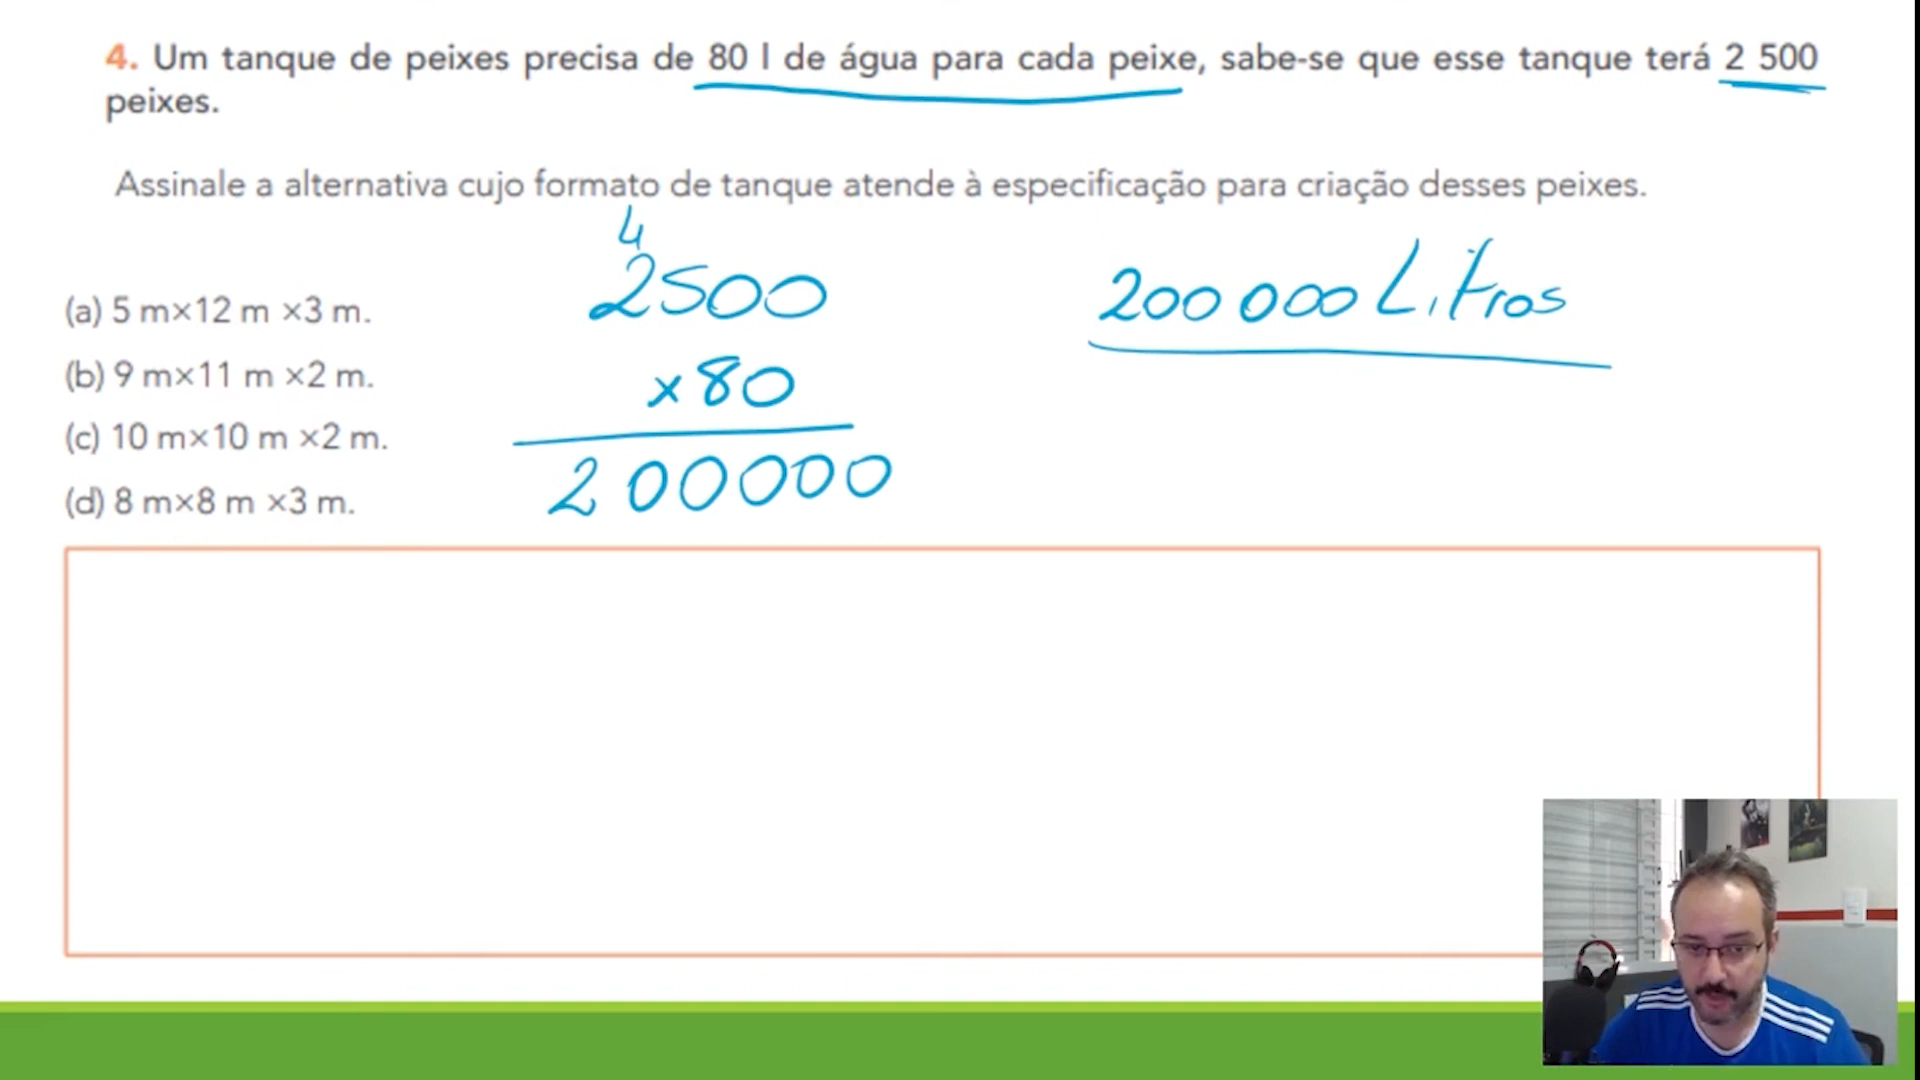 4. Um tanque de peixes precisa de 80 l de água para cada peixe, sabe-se que esse tanque terá 2 500
peixes.
Assinale a alternativa cujo formato de tanque atende à especificação para criação desses peixes.
(a) 5 m×12 m ×3 m.
(b) 9 m×11 m ×2 m.
(c) 10 m×10 m ×2 m.
(d) 8 m×8 m ×3 m.
4
2500
×80
200000
200 000 Litros